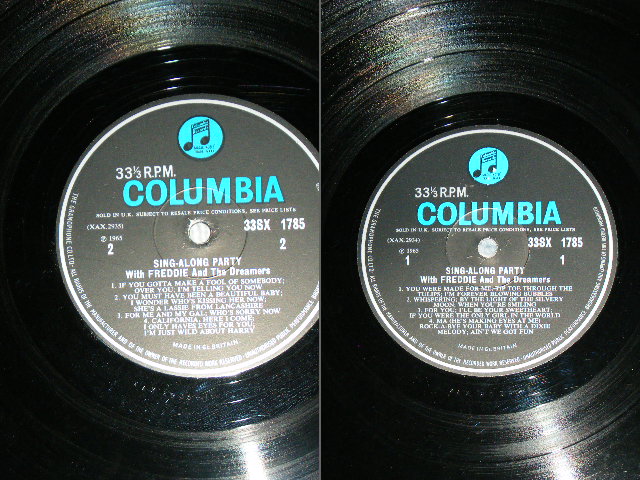 33⅓ R.P.M.
COLUMBIA
SOLD IN U.K. SUBJECT TO RESALE PRICE CONDITIONS, SEE PRICE LISTS
(XAX.2935)
33SX 1785
℗ 1965
2
2
SING-ALONG PARTY
With FREDDIE And The Dreamers
1. IF YOU GOTTA MAKE A FOOL OF SOMEBODY;
OVER YOU; I'M TELLING YOU NOW
2. YOU MUST HAVE BEEN A BEAUTIFUL BABY;
I WONDER WHO'S KISSING HER NOW;
SHE'S A LASSIE FROM LANCASHIRE
3. FOR ME AND MY GAL; WHO'S SORRY NOW
4. CALIFORNIA, HERE I COME;
I ONLY HAVE EYES FOR YOU;
I'M JUST WILD ABOUT HARRY
MADE IN GT. BRITAIN
33⅓ R.P.M.
COLUMBIA
SOLD IN U.K. SUBJECT TO RESALE PRICE CONDITIONS, SEE PRICE LISTS
(XAX.2934)
33SX 1785
℗ 1965
1
1
SING-ALONG PARTY
With FREDDIE And The Dreamers
1. YOU WERE MADE FOR ME; TIP TOE THROUGH THE
TULIPS; I'M FOREVER BLOWING BUBBLES
2. WHISPERING; BY THE LIGHT OF THE SILVERY
MOON; WHEN YOU'RE SMILING
3. FOR YOU; I'LL BE YOUR SWEETHEART;
IF YOU WERE THE ONLY GIRL IN THE WORLD
4. MA (HE'S MAKING EYES AT ME)
ROCK-A-BYE YOUR BABY WITH A DIXIE
MELODY; AIN'T WE GOT FUN
MADE IN GT. BRITAIN